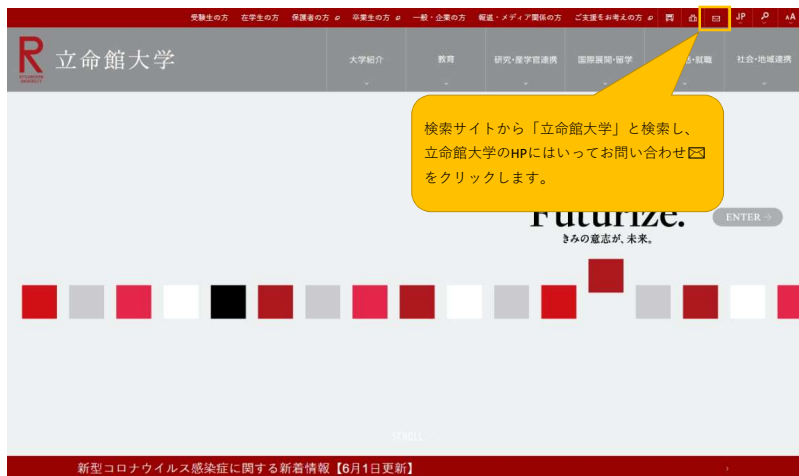 受験生の方 在学生の方 保護者の方 卒業生の方 一般・企業の方 報道・メディア関係の方 ご支援をお考えの方 JP AA
R 立命館大学
RITSUMEIKAN UNIVERSITY
大学紹介 教育 研究・産学官連携 国際展開・留学 ・就職 社会・地域連携
検索サイトから「立命館大学」と検索し、
立命館大学のHPにはいってお問い合わせ✉
をクリックします。
Futurize.
きみの意志が、未来。
ENTER →
SCROLL
新型コロナウイルス感染症に関する新着情報【6月1日更新】